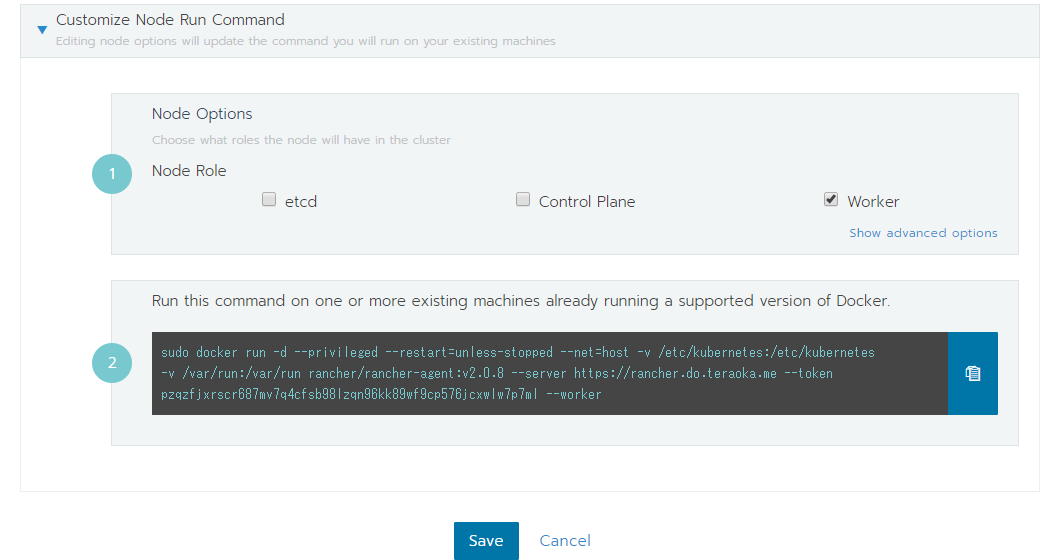 Customize Node Run Command
Editing node options will update the command you will run on your existing machines
Node Options
Choose what roles the node will have in the cluster
1
Node Role
etcd
Control Plane
Worker
Show advanced options
Run this command on one or more existing machines already running a supported version of Docker.
2
sudo docker run -d --privileged --restart=unless-stopped --net=host -v /etc/kubernetes:/etc/kubernetes
-v /var/run:/var/run rancher/rancher-agent:v2.0.8 --server https://rancher.do.teraoka.me --token
pzqzfjxrscr687mv7q4cfsb98lzqn96kk89wf9cp576jcxwlw7p7ml --worker
Save
Cancel